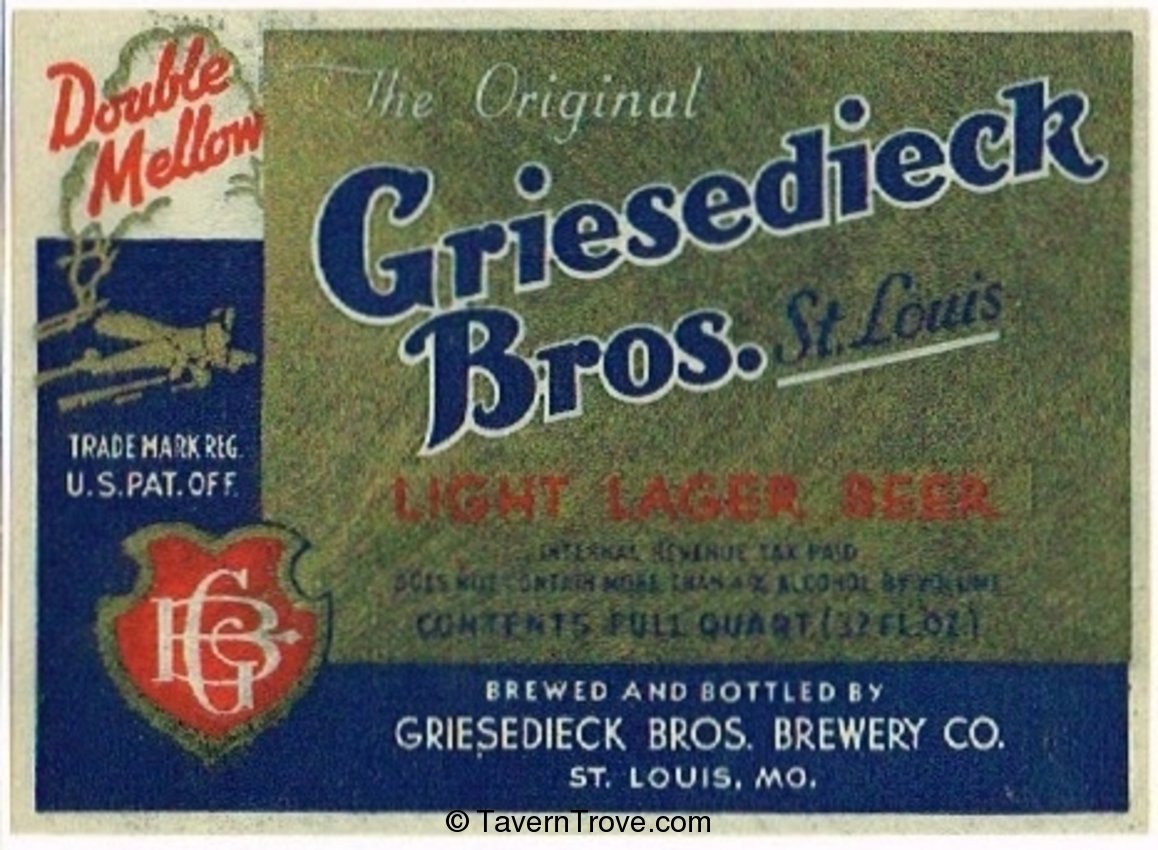 Double
Mellow
The Original
Griesedieck
Bros. St. Louis
TRADE MARK REG.
U.S. PAT. OFF.
LIGHT LAGER BEER
INTERNAL REVENUE TAX PAID
DOES NOT CONTAIN MORE THAN 4% ALCOHOL BY VOLUME
CONTENTS FULL QUART (32 FL. OZ.)
GBBC
BREWED AND BOTTLED BY
GRIESEDIECK BROS. BREWERY CO.
ST. LOUIS, MO.
© TavernTrove.com